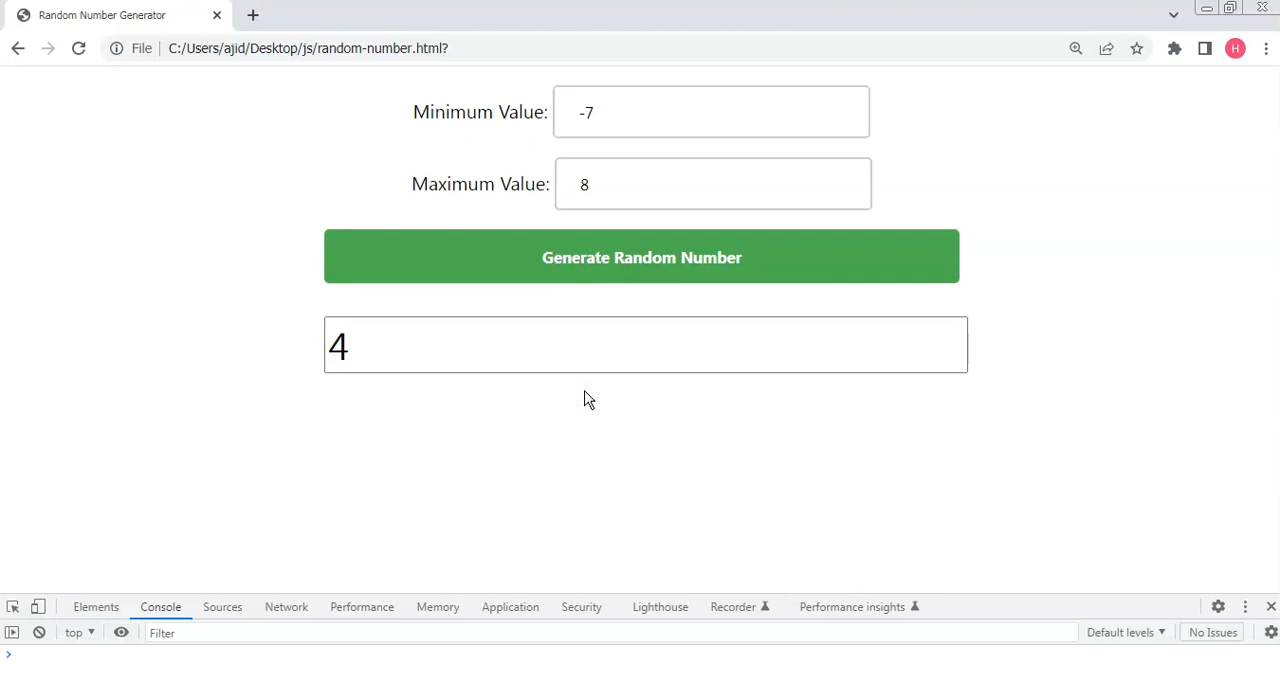 Random Number Generator
File C:/Users/ajid/Desktop/js/random-number.html? H
Minimum Value: -7
Maximum Value: 8
Generate Random Number
4
Elements Console Sources Network Performance Memory Application Security Lighthouse Recorder Performance insights
top Filter Default levels No Issues